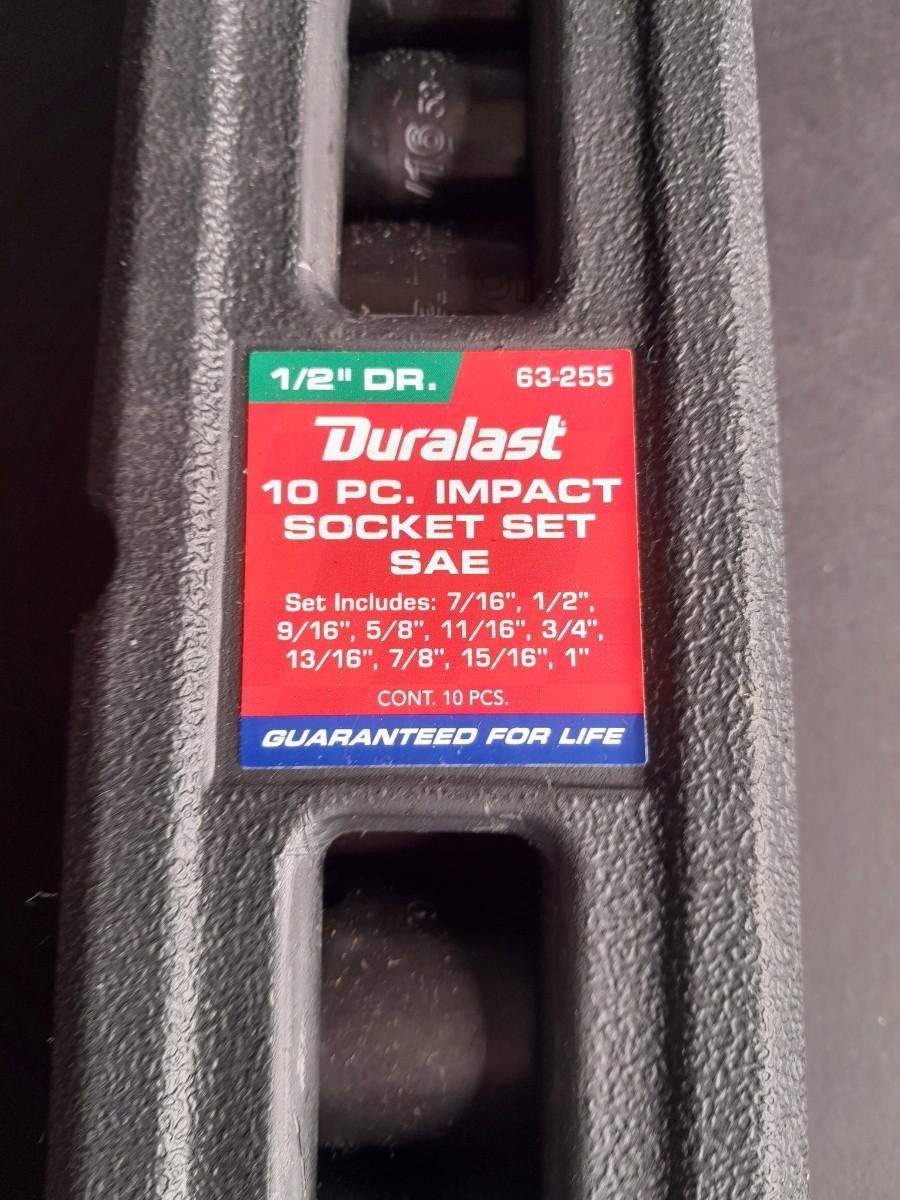 /16 53-
1/2" DR.
63-255
Duralast
10 PC. IMPACT
SOCKET SET
SAE
Set Includes: 7/16", 1/2",
9/16", 5/8", 11/16", 3/4",
13/16", 7/8", 15/16", 1"
CONT. 10 PCS.
GUARANTEED FOR LIFE